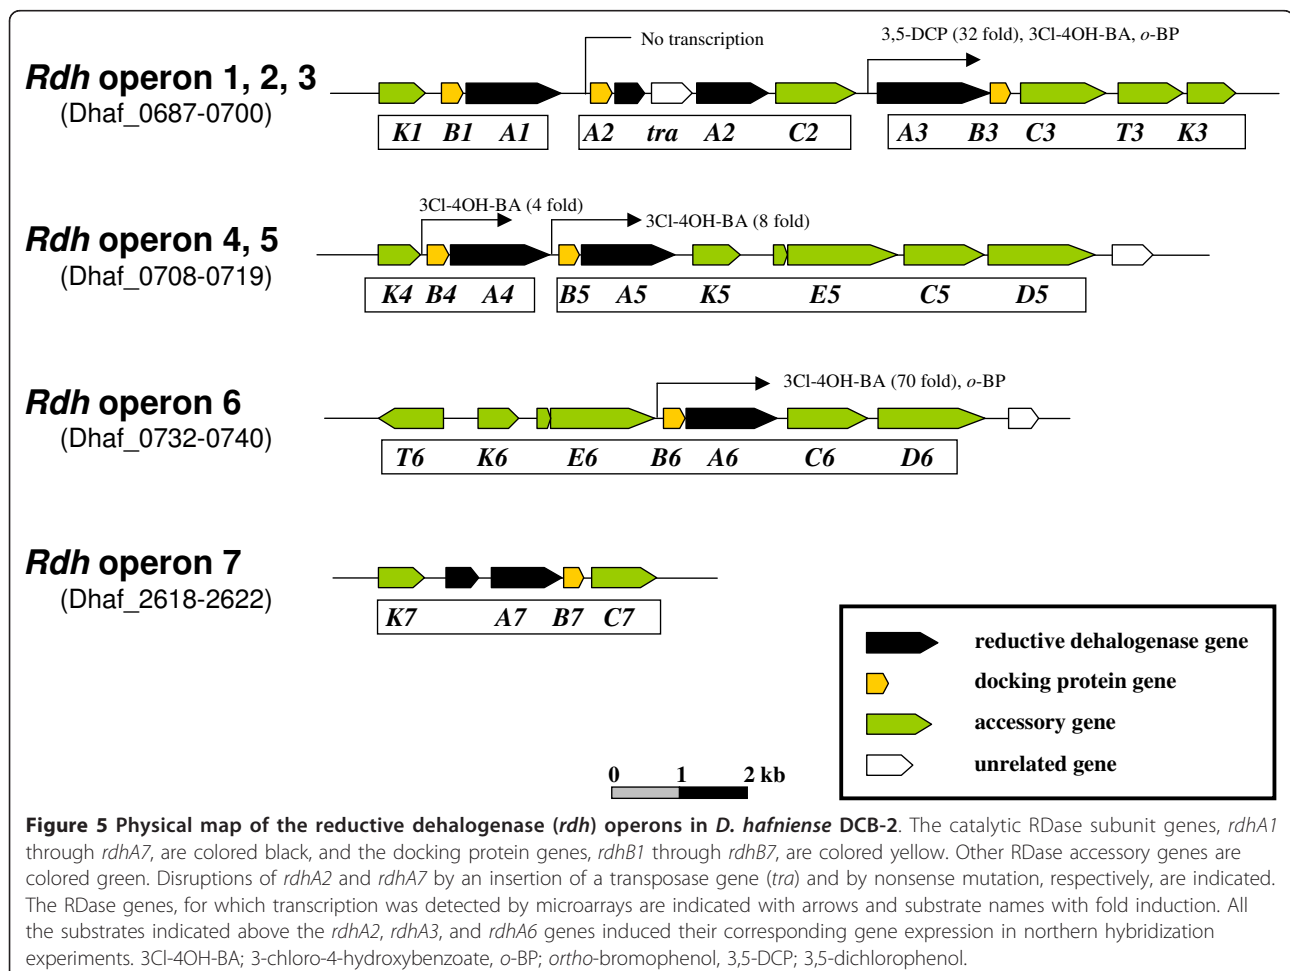 3,5-DCP (32 fold), 3Cl-4OH-BA, o-BP
No transcription
Rdh operon 1, 2, 3
(Dhaf_0687-0700)
K1 B1 A1 A2 tra A2 C2 A3 B3 C3 T3 K3
3Cl-4OH-BA (4 fold)
3Cl-4OH-BA (8 fold)
Rdh operon 4, 5
(Dhaf_0708-0719)
K4 B4 A4 B5 A5 K5 E5 C5 D5
3Cl-4OH-BA (70 fold), o-BP
Rdh operon 6
(Dhaf_0732-0740)
T6 K6 E6 B6 A6 C6 D6
Rdh operon 7
(Dhaf_2618-2622)
K7 A7 B7 C7
reductive dehalogenase gene
docking protein gene
accessory gene
unrelated gene
0 1 2 kb
Figure 5 Physical map of the reductive dehalogenase (rdh) operons in D. hafniense DCB-2. The catalytic RDase subunit genes, rdhA1
through rdhA7, are colored black, and the docking protein genes, rdhB1 through rdhB7, are colored yellow. Other RDase accessory genes are
colored green. Disruptions of rdhA2 and rdhA7 by an insertion of a transposase gene (tra) and by nonsense mutation, respectively, are indicated.
The RDase genes, for which transcription was detected by microarrays are indicated with arrows and substrate names with fold induction. All
the substrates indicated above the rdhA2, rdhA3, and rdhA6 genes induced their corresponding gene expression in northern hybridization
experiments. 3Cl-4OH-BA; 3-chloro-4-hydroxybenzoate, o-BP; ortho-bromophenol, 3,5-DCP; 3,5-dichlorophenol.